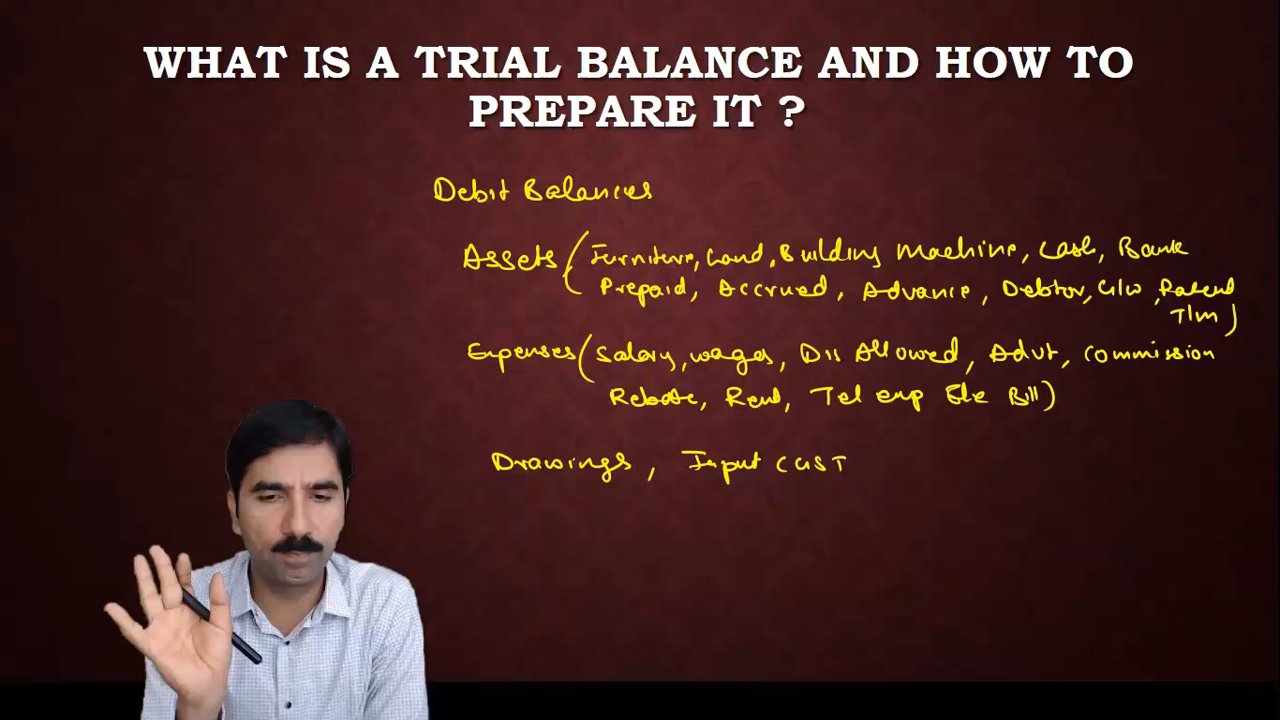 WHAT IS A TRIAL BALANCE AND HOW TO
PREPARE IT ?
Debit Balances
Assets (Furniture, Land, Building Machine, Cash, Bank
Prepaid, Accrued, Advance, Debtor, G/W, Patent
T/m)
Expenses (Salary, wages, Dis Allowed, Advt, Commission
Rebate, Rent, Tel exp Ele Bill)
Drawings, Input CGST